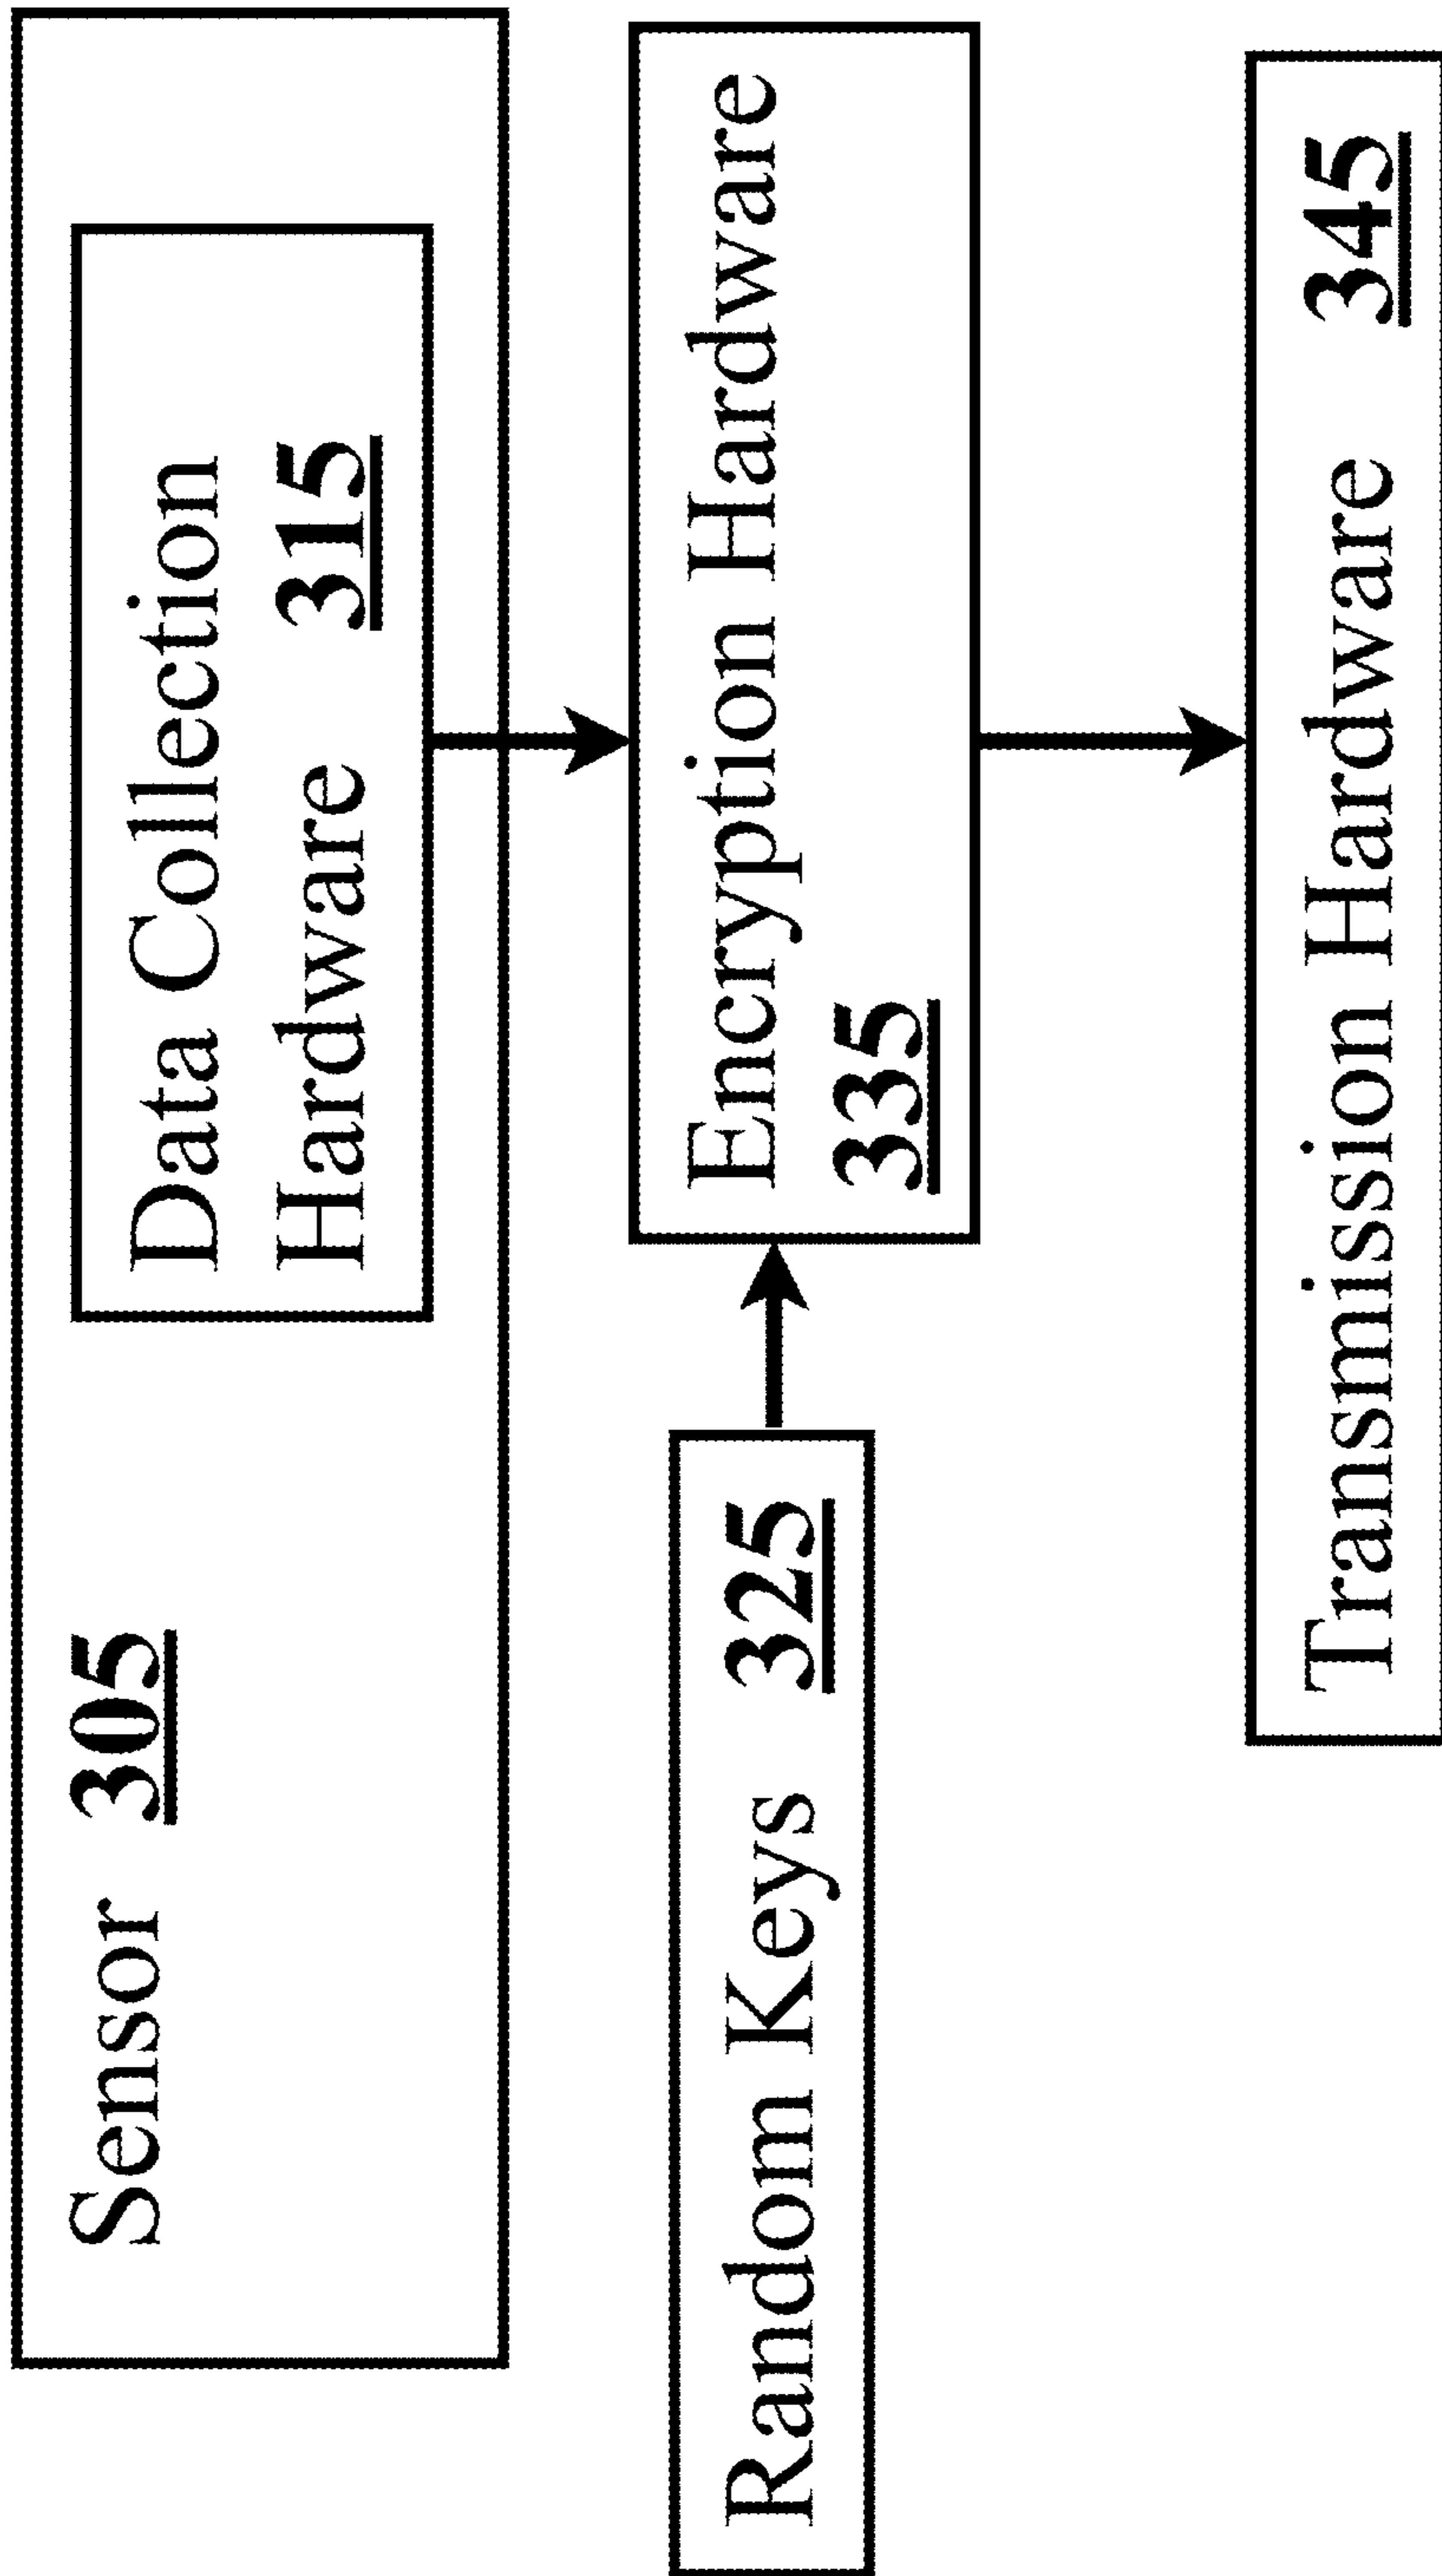 Sensor 305
Data Collection
Hardware 315
Random Keys 325
Encryption Hardware
335
Transmission Hardware 345